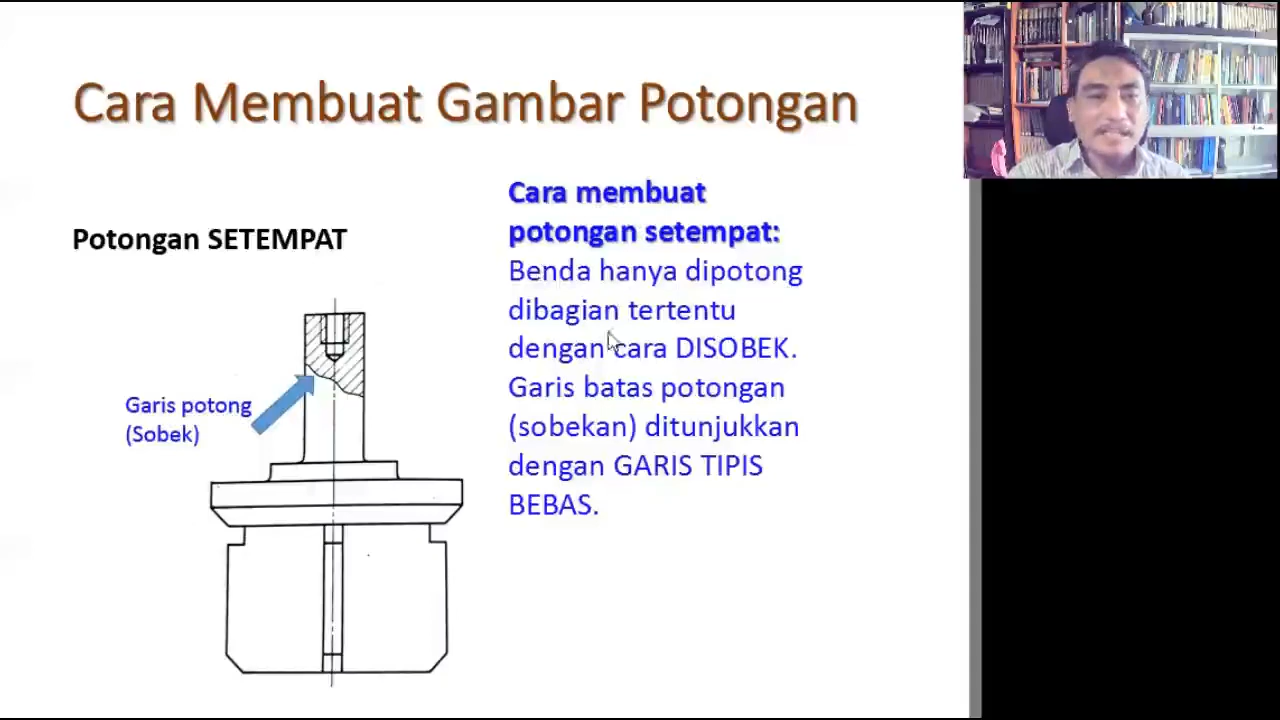 Cara Membuat Gambar Potongan
Potongan SETEMPAT
Garis potong
(Sobek)
Cara membuat
potongan setempat:
Benda hanya dipotong
dibagian tertentu
dengan cara DISOBEK.
Garis batas potongan
(sobekan) ditunjukkan
dengan GARIS TIPIS
BEBAS.